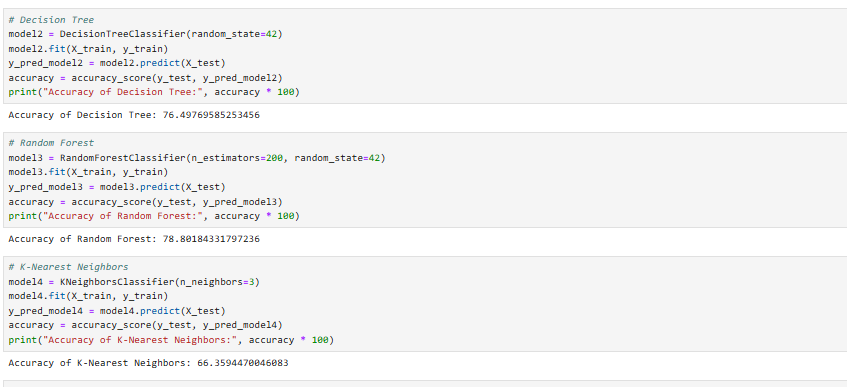 # Decision Tree
model2 = DecisionTreeClassifier(random_state=42)
model2.fit(X_train, y_train)
y_pred_model2 = model2.predict(X_test)
accuracy = accuracy_score(y_test, y_pred_model2)
print("Accuracy of Decision Tree:", accuracy * 100)
Accuracy of Decision Tree: 76.49769585253456
# Random Forest
model3 = RandomForestClassifier(n_estimators=200, random_state=42)
model3.fit(X_train, y_train)
y_pred_model3 = model3.predict(X_test)
accuracy = accuracy_score(y_test, y_pred_model3)
print("Accuracy of Random Forest:", accuracy * 100)
Accuracy of Random Forest: 78.80184331797236
# K-Nearest Neighbors
model4 = KNeighborsClassifier(n_neighbors=3)
model4.fit(X_train, y_train)
y_pred_model4 = model4.predict(X_test)
accuracy = accuracy_score(y_test, y_pred_model4)
print("Accuracy of K-Nearest Neighbors:", accuracy * 100)
Accuracy of K-Nearest Neighbors: 66.3594470046083